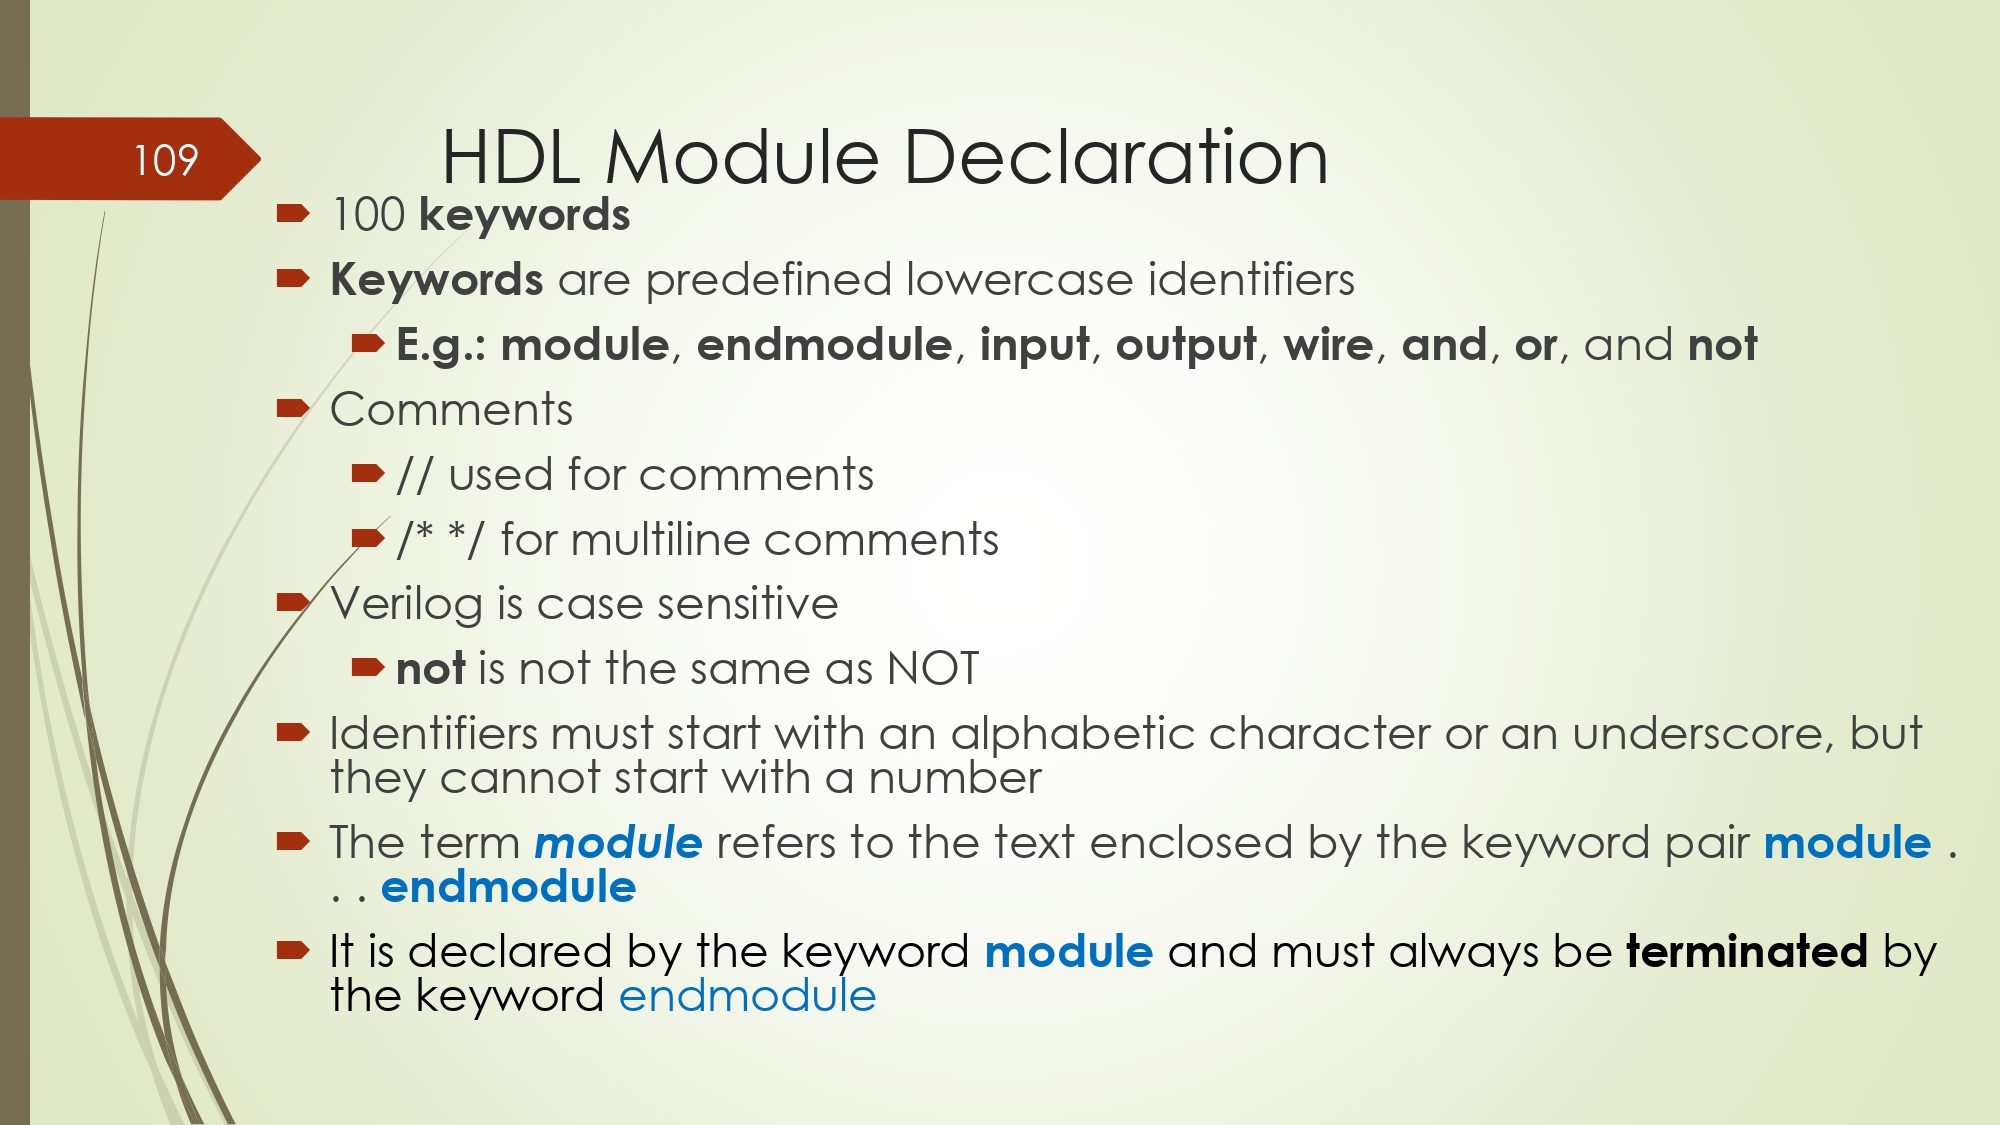 109
HDL Module Declaration
100 keywords
Keywords are predefined lowercase identifiers
E.g.: module, endmodule, input, output, wire, and, or, and not
Comments
// used for comments
/* */ for multiline comments
Verilog is case sensitive
not is not the same as NOT
Identifiers must start with an alphabetic character or an underscore, but
they cannot start with a number
The term module refers to the text enclosed by the keyword pair module .
. . endmodule
It is declared by the keyword module and must always be terminated by
the keyword endmodule